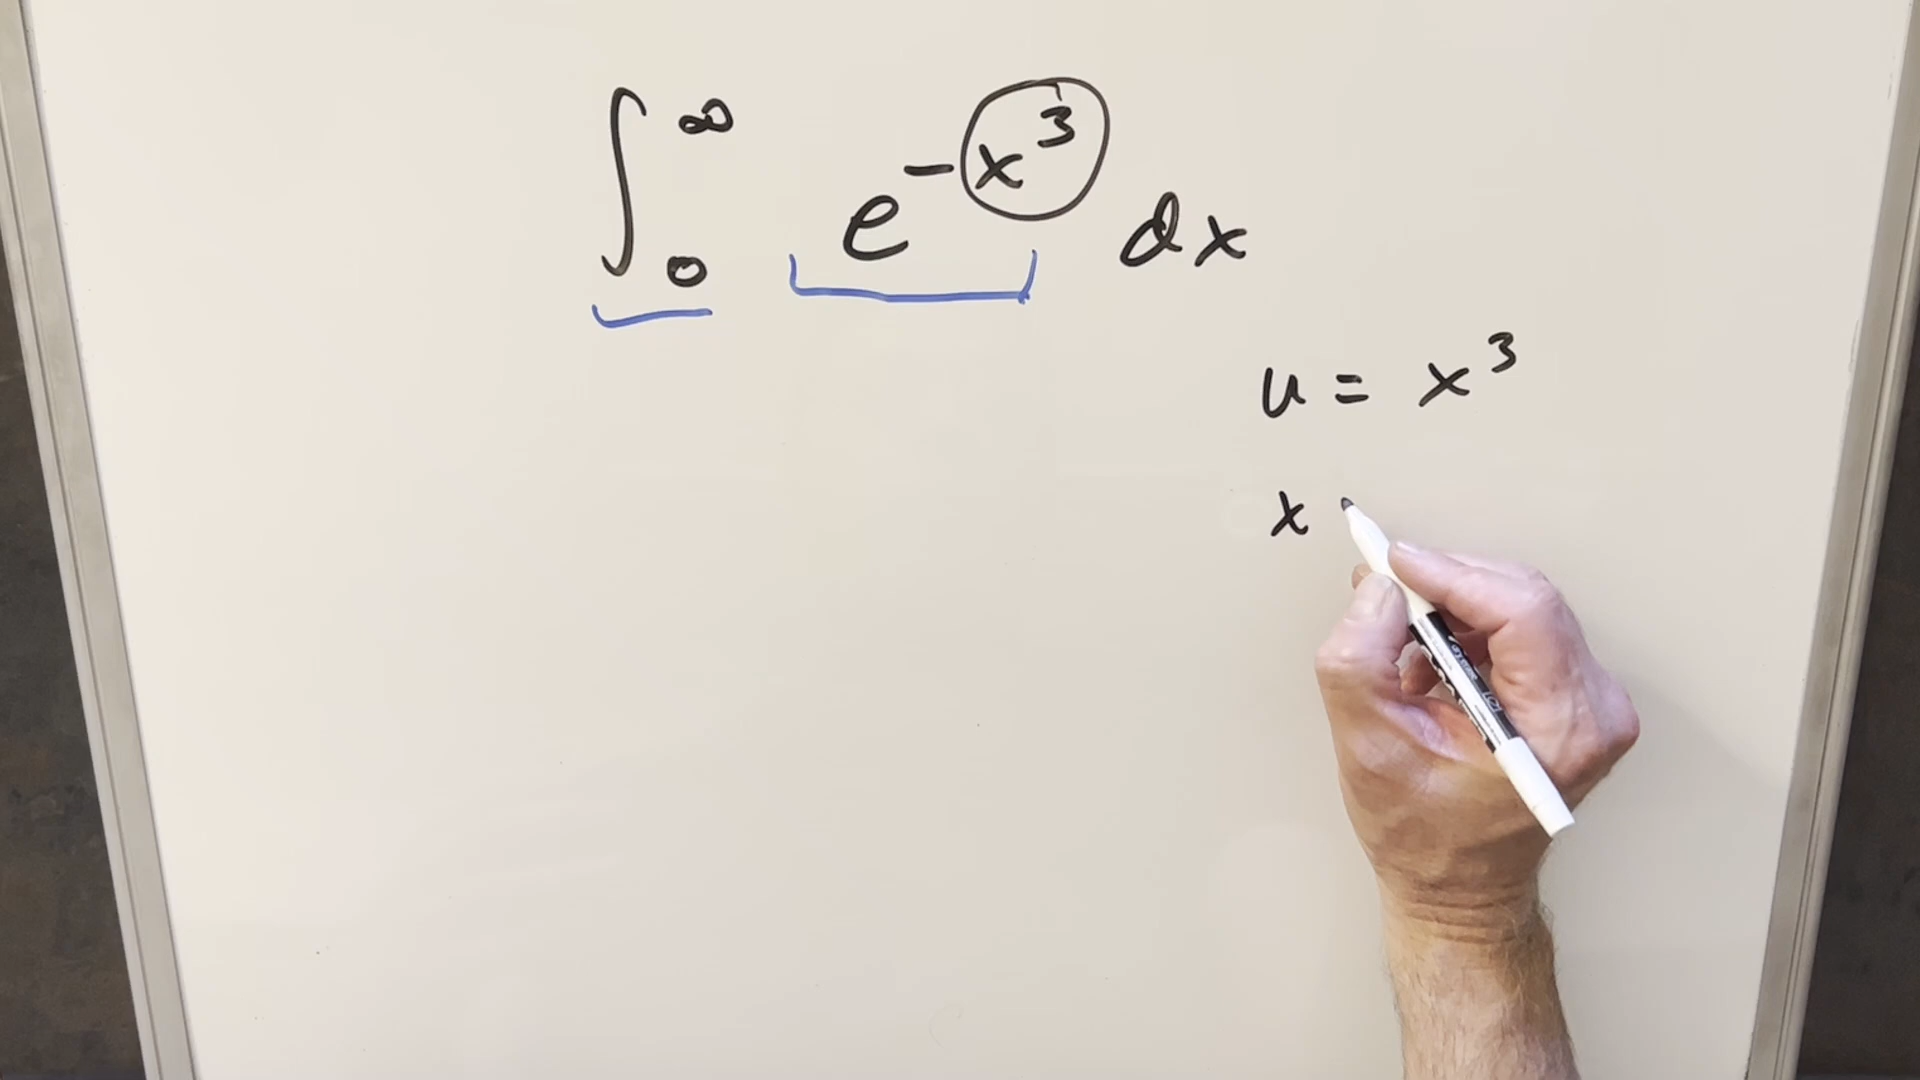 ∫₀^∞ e^{-x³} dx
u = x³
x